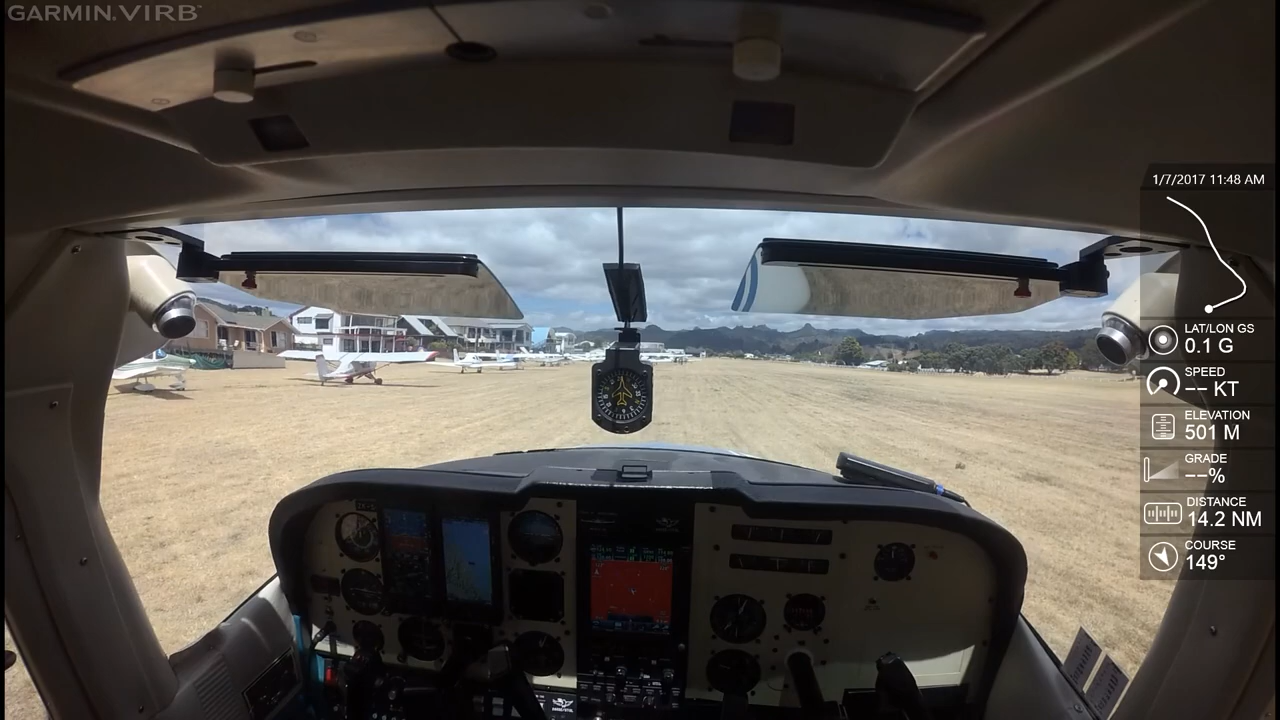 GARMIN.VIRB™
1/7/2017 11:48 AM
LAT/LON GS
0.1 G
SPEED
-- KT
ELEVATION
501 M
GRADE
--%
DISTANCE
14.2 NM
COURSE
149°